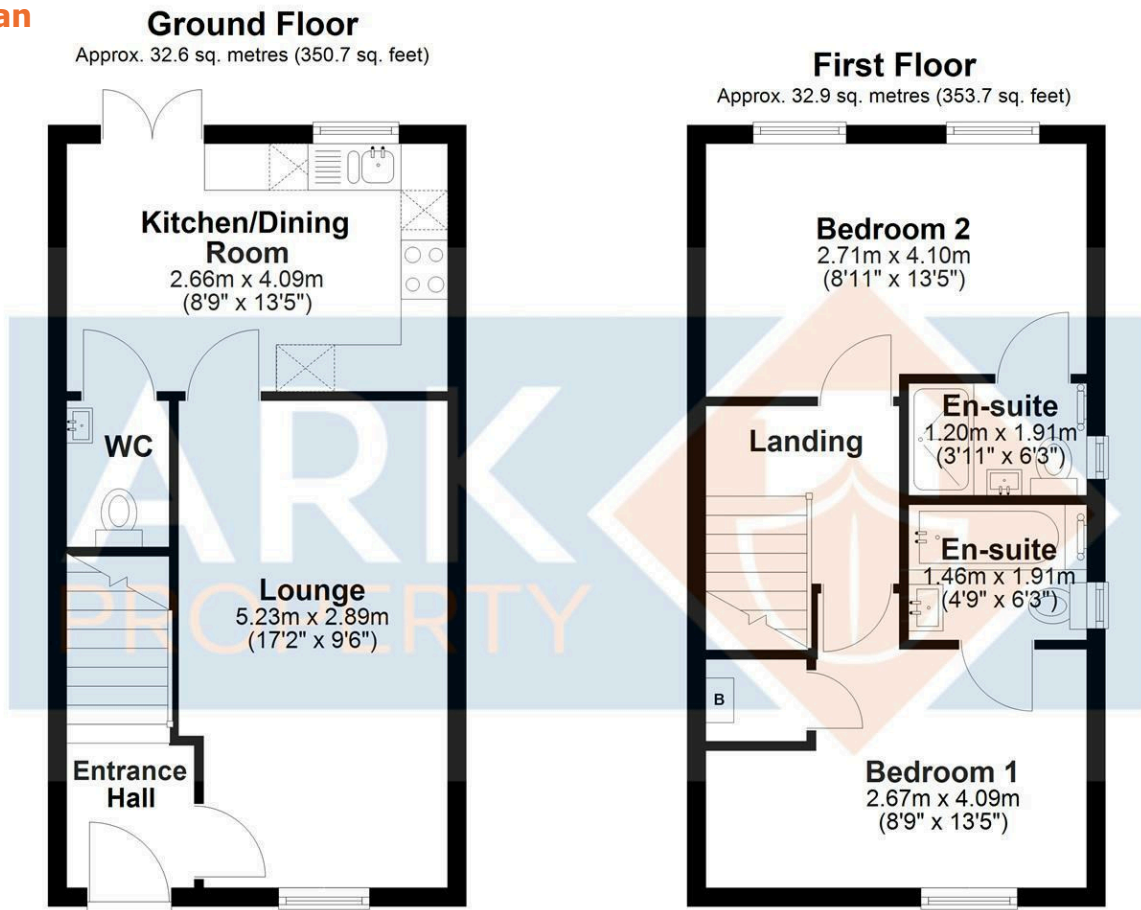 an
Ground Floor
Approx. 32.6 sq. metres (350.7 sq. feet)
Kitchen/Dining
Room
2.66m x 4.09m
(8'9" x 13'5")
WC
Lounge
5.23m x 2.89m
(17'2" x 9'6")
Entrance
Hall
First Floor
Approx. 32.9 sq. metres (353.7 sq. feet)
Bedroom 2
2.71m x 4.10m
(8'11" x 13'5")
Landing
En-suite
1.20m x 1.91m
(3'11" x 6'3")
En-suite
1.46m x 1.91m
(4'9" x 6'3")
B
Bedroom 1
2.67m x 4.09m
(8'9" x 13'5")
ARK
PROPERTY